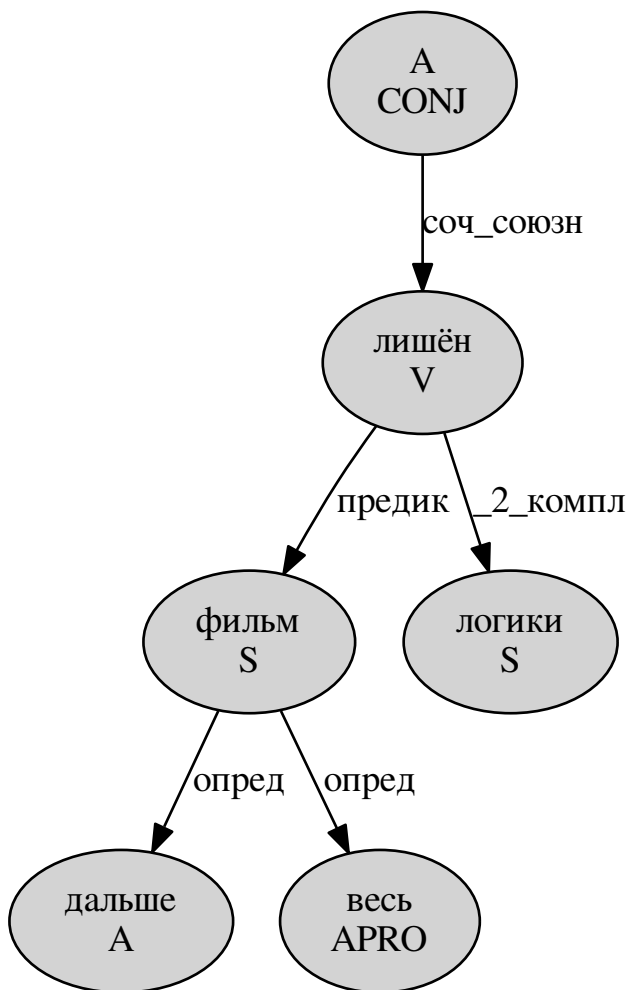 А
CONJ
соч_союзн
лишён
V
предик
_2_компл
фильм
S
логики
S
опред
опред
дальше
A
весь
APRO